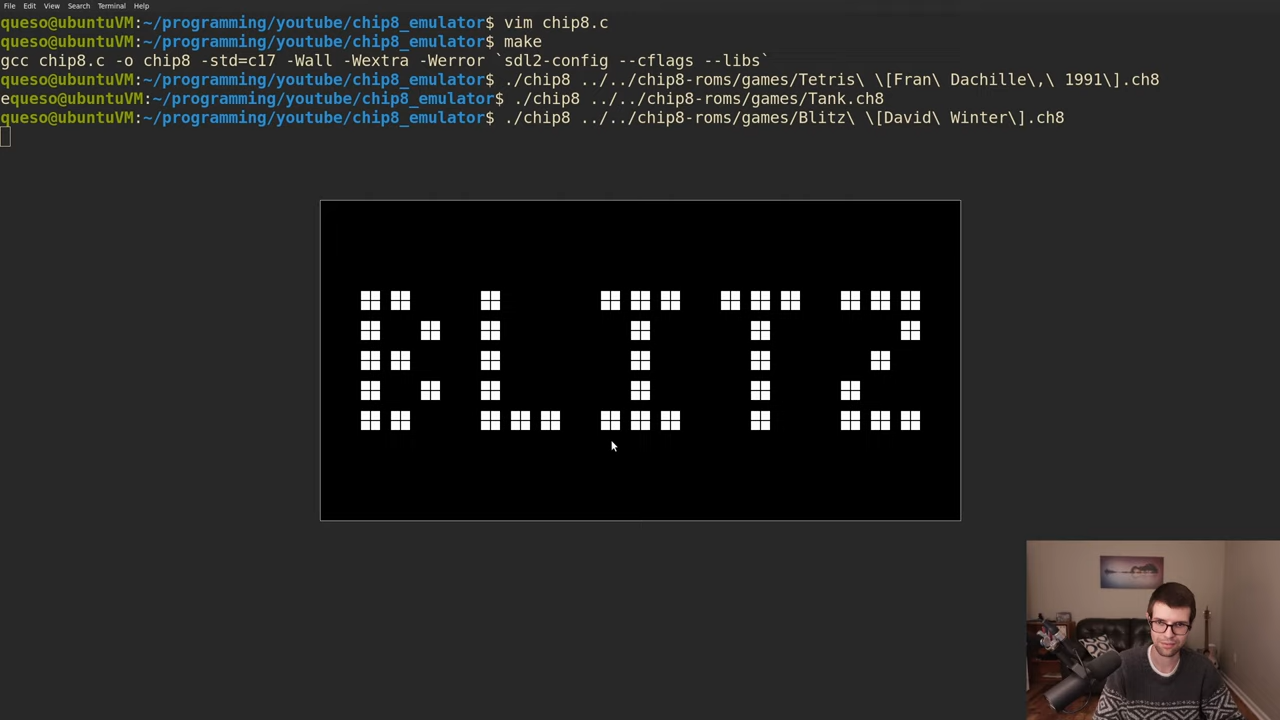 File Edit View Search Terminal Help
queso@ubuntuVM:~/programming/youtube/chip8_emulator$ vim chip8.c
queso@ubuntuVM:~/programming/youtube/chip8_emulator$ make
gcc chip8.c -o chip8 -std=c17 -Wall -Wextra -Werror `sdl2-config --cflags --libs`
queso@ubuntuVM:~/programming/youtube/chip8_emulator$ ./chip8 ../../chip8-roms/games/Tetris\ \[Fran\ Dachille\,\ 1991\].ch8
equeso@ubuntuVM:~/programming/youtube/chip8_emulator$ ./chip8 ../../chip8-roms/games/Tank.ch8
queso@ubuntuVM:~/programming/youtube/chip8_emulator$ ./chip8 ../../chip8-roms/games/Blitz\ \[David\ Winter\].ch8
BLITZ